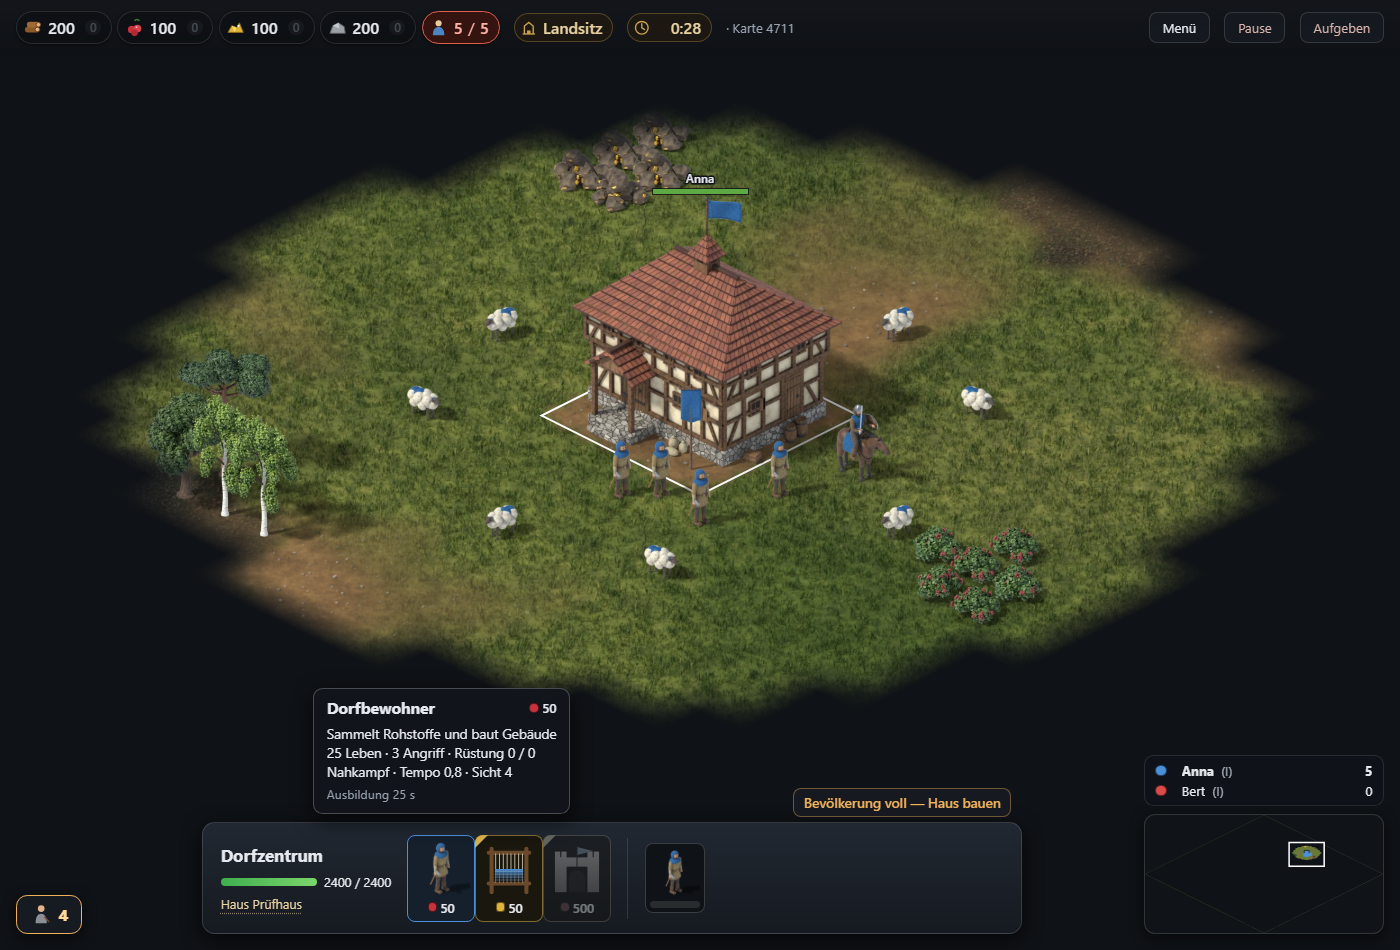 200 0 100 0 100 0 200 0 5 / 5 Landsitz 0:28 · Karte 4711 Menü Pause Aufgeben
Anna
Dorfbewohner 50
Sammelt Rohstoffe und baut Gebäude
25 Leben · 3 Angriff · Rüstung 0 / 0
Nahkampf · Tempo 0,8 · Sicht 4
Ausbildung 25 s
Bevölkerung voll — Haus bauen
Anna (I) 5
Bert (I) 0
Dorfzentrum
2400 / 2400
Haus Prüfhaus
50 50 500
4